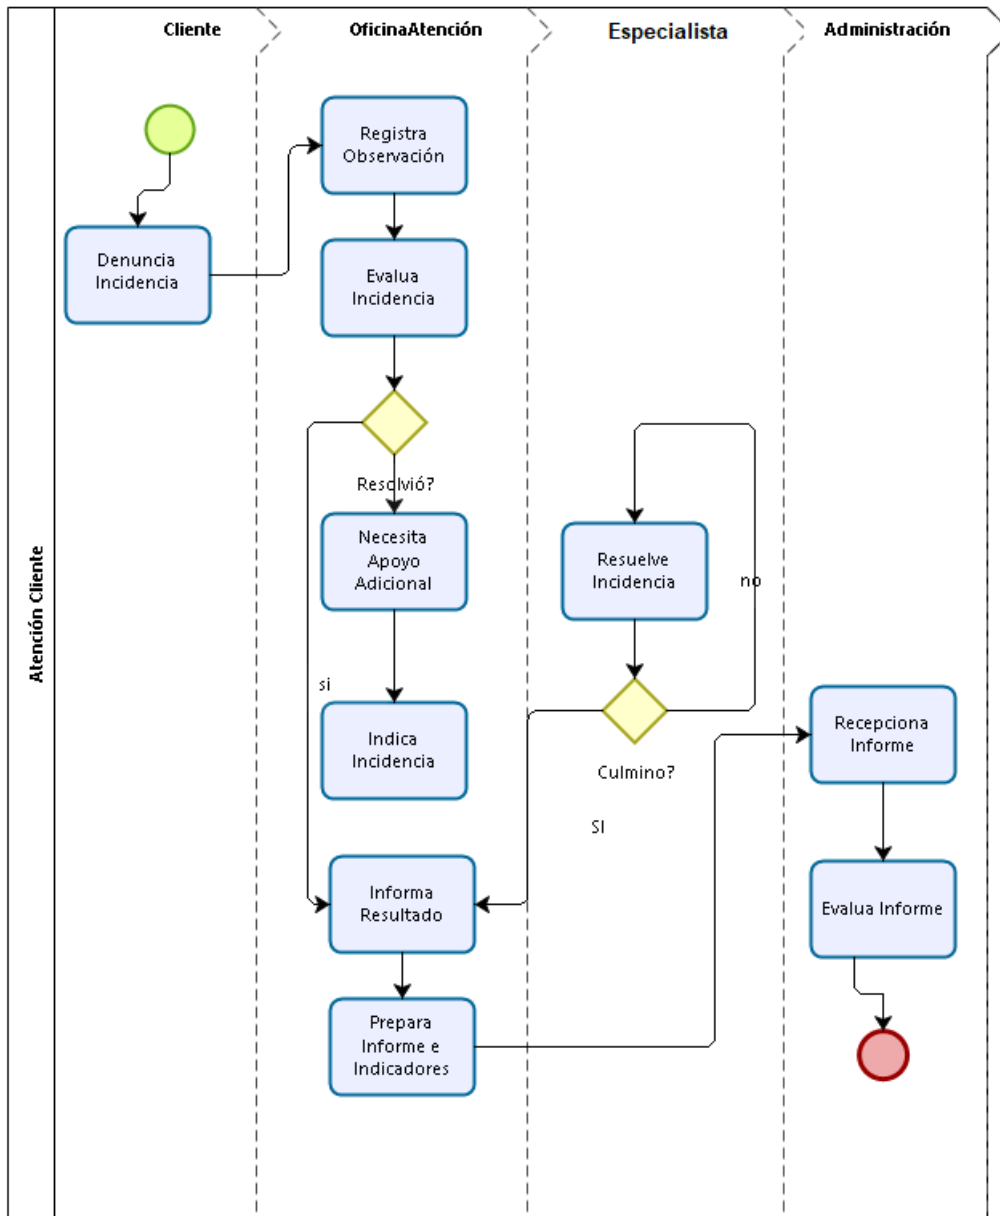 Cliente
OficinaAtención
Especialista
Administración
Atención Cliente
Denuncia
Incidencia
Registra
Observación
Evalua
Incidencia
Resolvió?
Necesita
Apoyo
Adicional
si
Indica
Incidencia
Informa
Resultado
Prepara
Informe e
Indicadores
Resuelve
Incidencia
no
Culmino?
SI
Recepciona
Informe
Evalua Informe